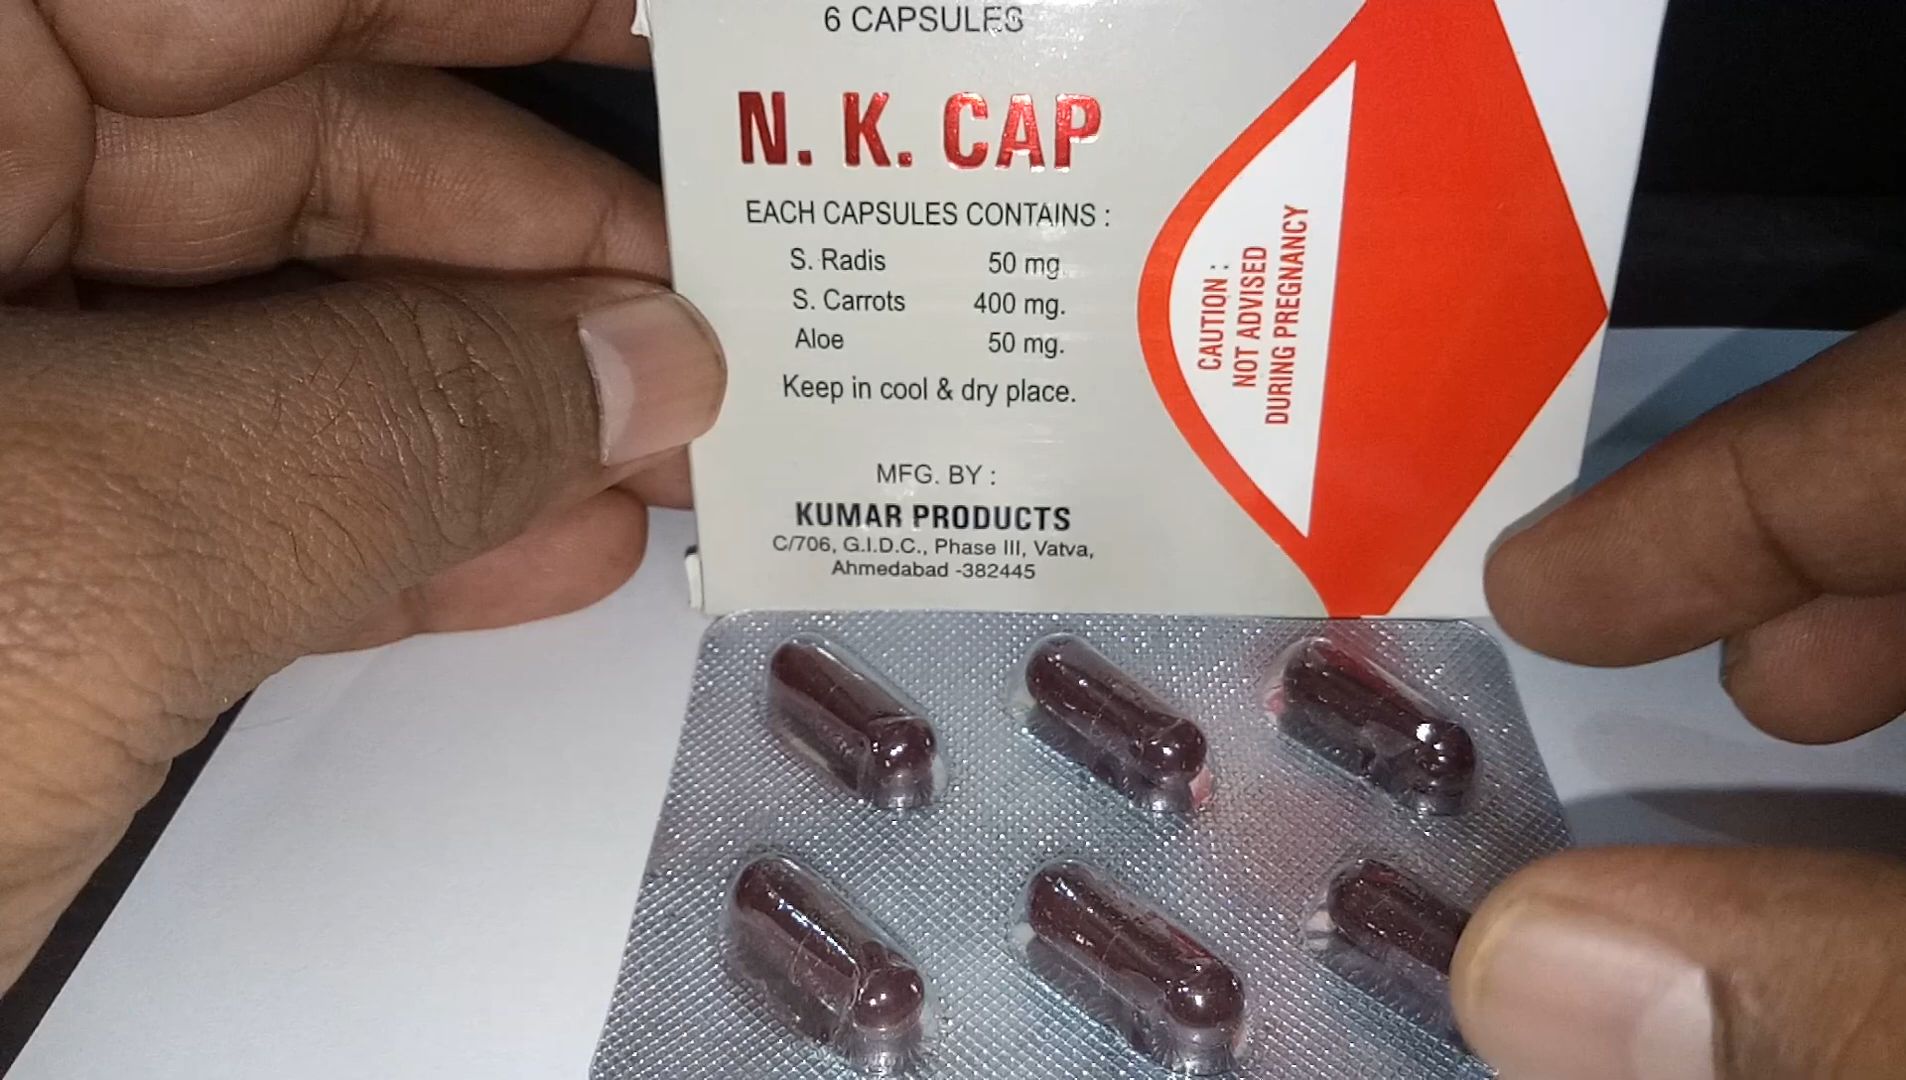 6 CAPSULES
N. K. CAP
EACH CAPSULES CONTAINS :
S. Radis 50 mg
S. Carrots 400 mg.
Aloe 50 mg.
Keep in cool & dry place.
MFG. BY :
KUMAR PRODUCTS
C/706, G.I.D.C., Phase III, Vatva,
Ahmedabad -382445
CAUTION :
NOT ADVISED
DURING PREGNANCY